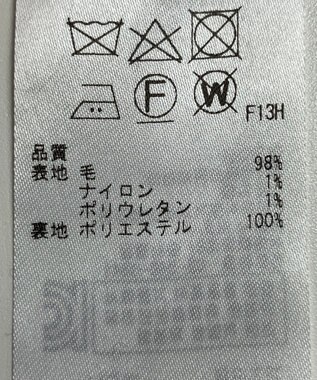 F
W
F13H
品質
表地 毛 98%
ナイロン 1%
ポリウレタン 1%
裏地 ポリエステル 100%